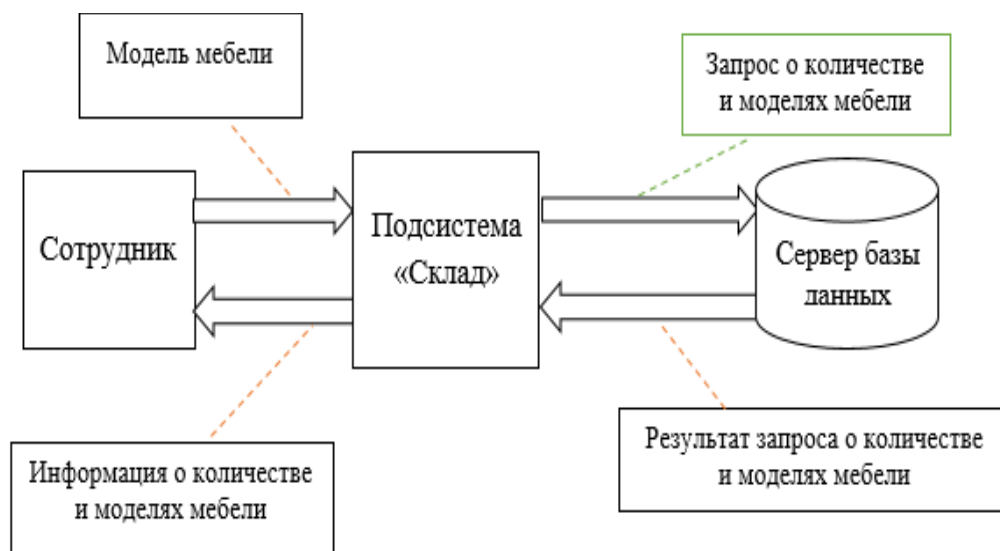 Модель мебели
Запрос о количестве
и моделях мебели
Сотрудник
Подсистема
«Склад»
Сервер базы
данных
Информация о количестве
и моделях мебели
Результат запроса о количестве
и моделях мебели